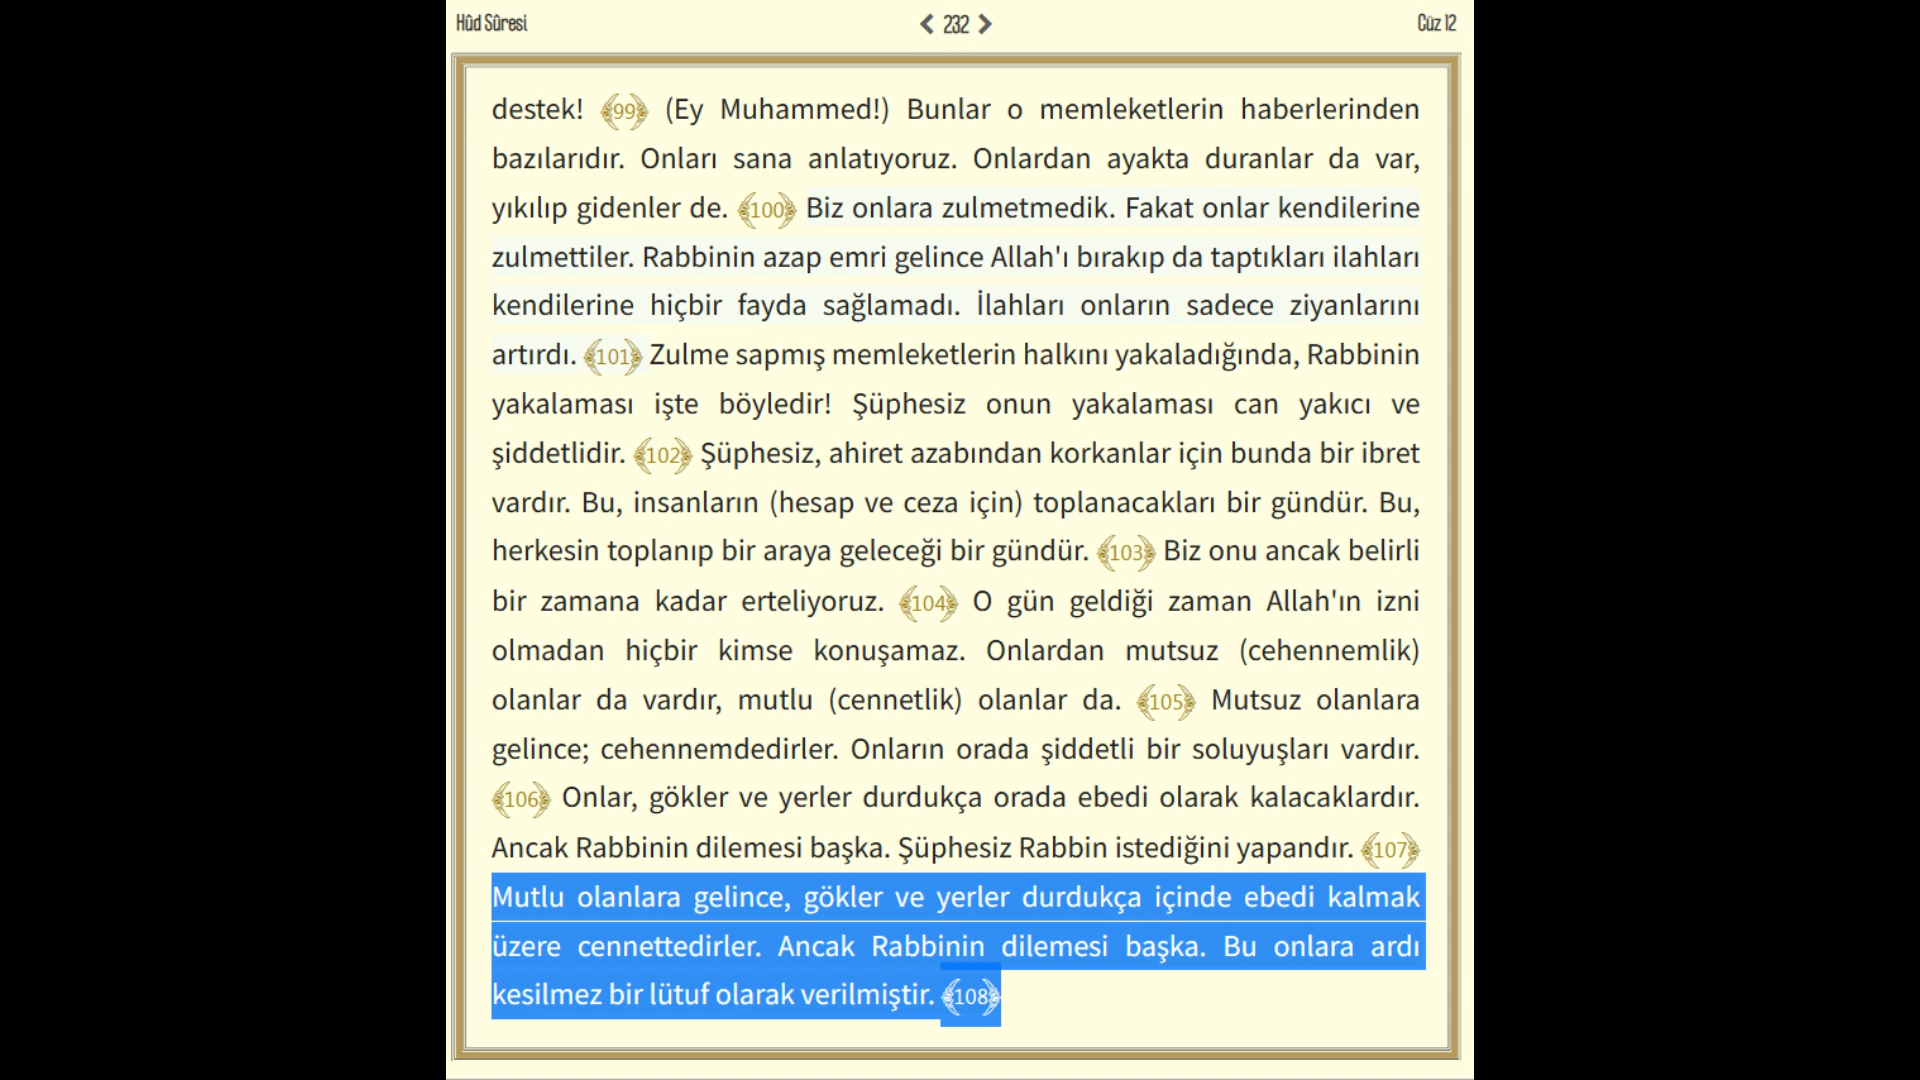 Hûd Sûresi
232
Cüz 12
destek! 99 (Ey Muhammed!) Bunlar o memleketlerin haberlerinden
bazılarıdır. Onları sana anlatıyoruz. Onlardan ayakta duranlar da var,
yıkılıp gidenler de. 100 Biz onlara zulmetmedik. Fakat onlar kendilerine
zulmettiler. Rabbinin azap emri gelince Allah'ı bırakıp da taptıkları ilahları
kendilerine hiçbir fayda sağlamadı. İlahları onların sadece ziyanlarını
artırdı. 101 Zulme sapmış memleketlerin halkını yakaladığında, Rabbinin
yakalaması işte böyledir! Şüphesiz onun yakalaması can yakıcı ve
şiddetlidir. 102 Şüphesiz, ahiret azabından korkanlar için bunda bir ibret
vardır. Bu, insanların (hesap ve ceza için) toplanacakları bir gündür. Bu,
herkesin toplanıp bir araya geleceği bir gündür. 103 Biz onu ancak belirli
bir zamana kadar erteliyoruz. 104 O gün geldiği zaman Allah'ın izni
olmadan hiçbir kimse konuşamaz. Onlardan mutsuz (cehennemlik)
olanlar da vardır, mutlu (cennetlik) olanlar da. 105 Mutsuz olanlara
gelince; cehennemdedirler. Onların orada şiddetli bir soluyuşları vardır.
106 Onlar, gökler ve yerler durdukça orada ebedi olarak kalacaklardır.
Ancak Rabbinin dilemesi başka. Şüphesiz Rabbin istediğini yapandır. 107
Mutlu olanlara gelince, gökler ve yerler durdukça içinde ebedi kalmak
üzere cennettedirler. Ancak Rabbinin dilemesi başka. Bu onlara ardı
kesilmez bir lütuf olarak verilmiştir. 108